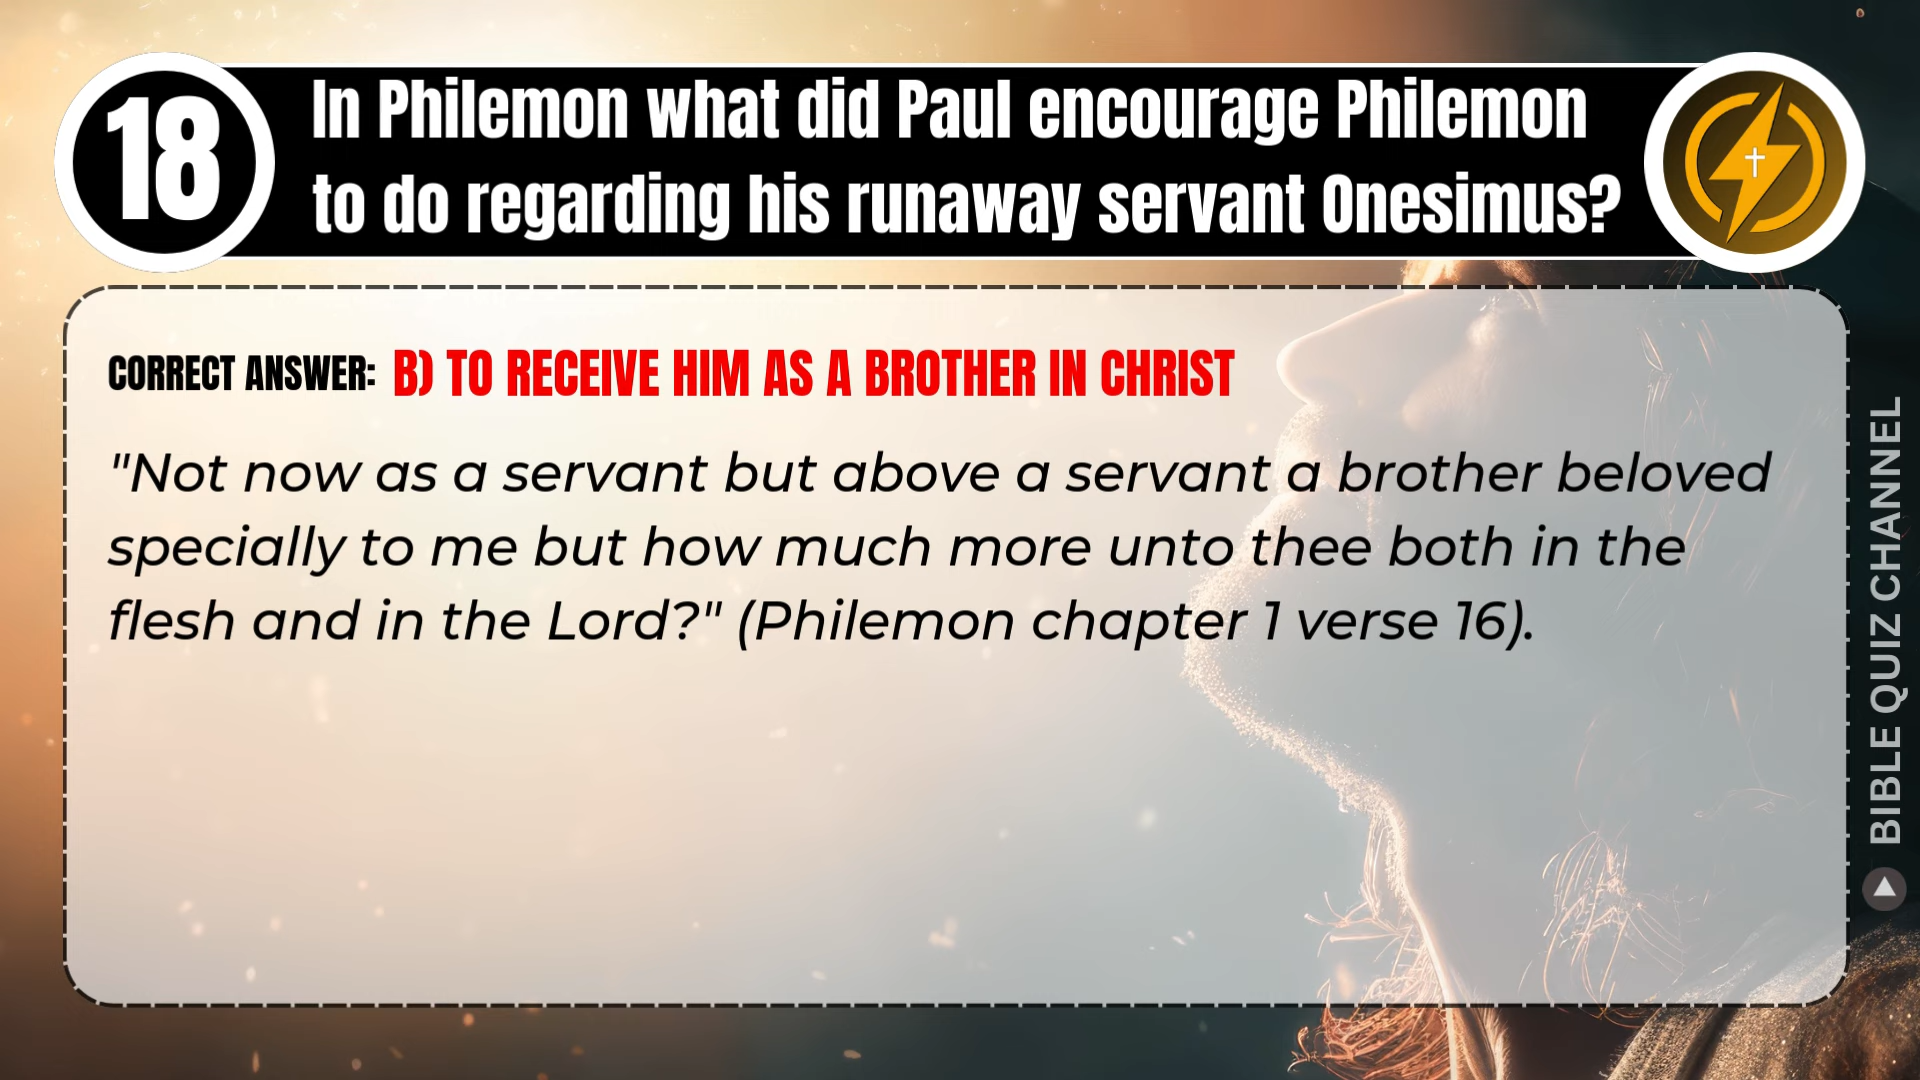 18
In Philemon what did Paul encourage Philemon
to do regarding his runaway servant Onesimus?
CORRECT ANSWER: B) TO RECEIVE HIM AS A BROTHER IN CHRIST
"Not now as a servant but above a servant a brother beloved
specially to me but how much more unto thee both in the
flesh and in the Lord?" (Philemon chapter 1 verse 16).
BIBLE QUIZ CHANNEL